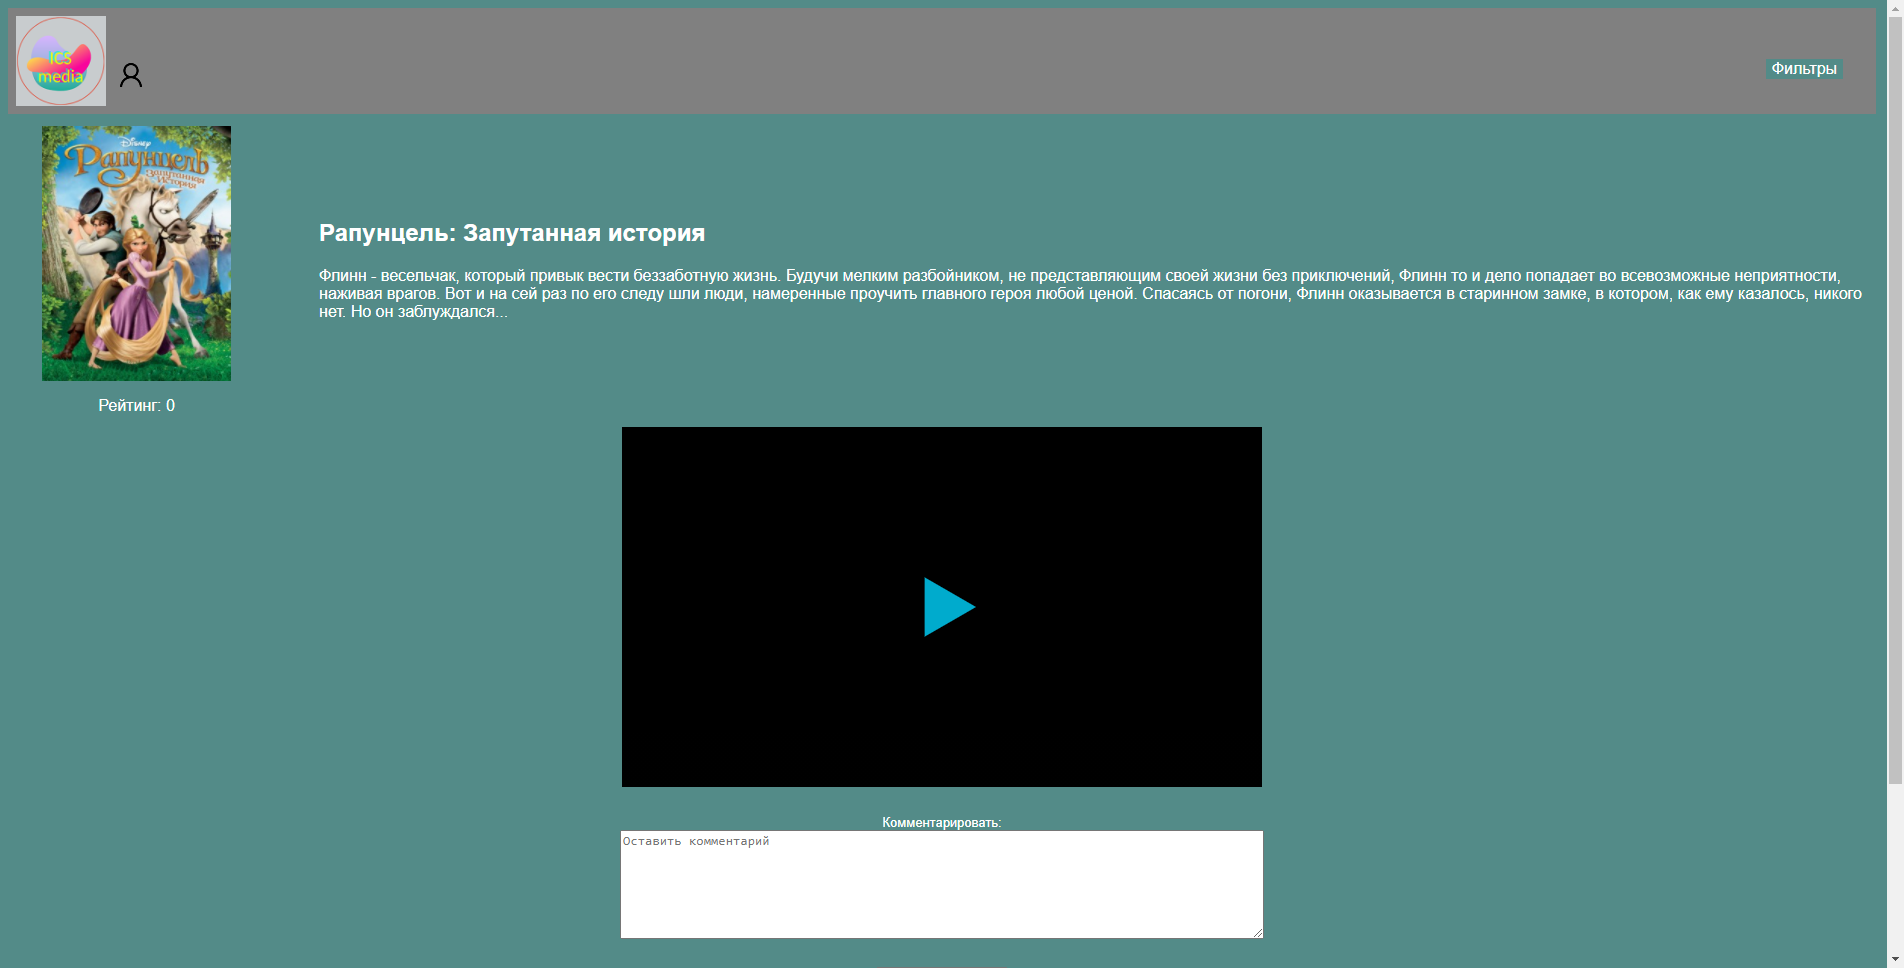 ICS
media
Фильтры
Disney
Рапунцель
Запутанная
История
Рапунцель: Запутанная история
Флинн - весельчак, который привык вести беззаботную жизнь. Будучи мелким разбойником, не представляющим своей жизни без приключений, Флинн то и дело попадает во всевозможные неприятности,
наживая врагов. Вот и на сей раз по его следу шли люди, намеренные проучить главного героя любой ценой. Спасаясь от погони, Флинн оказывается в старинном замке, в котором, как ему казалось, никого
нет. Но он заблуждался...
Рейтинг: 0
Комментарировать:
Оставить комментарий